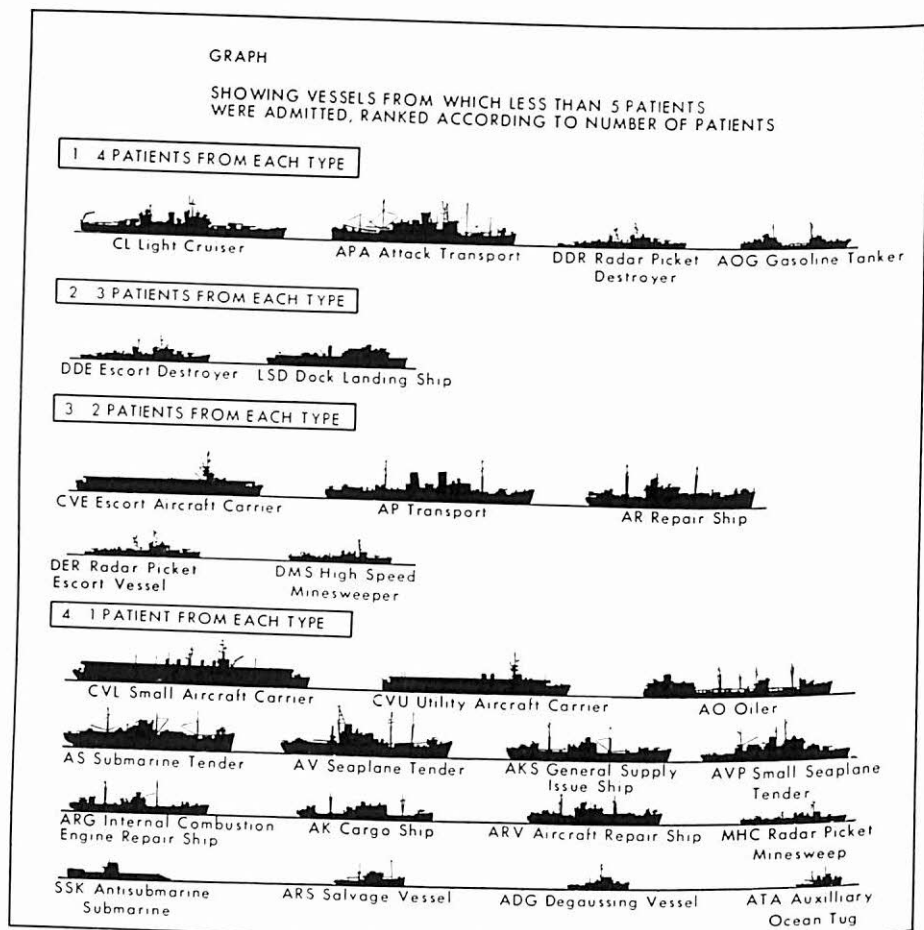 GRAPH
SHOWING VESSELS FROM WHICH LESS THAN 5 PATIENTS
WERE ADMITTED, RANKED ACCORDING TO NUMBER OF PATIENTS
1 4 PATIENTS FROM EACH TYPE
CL Light Cruiser
APA Attack Transport
DDR Radar Picket
Destroyer
AOG Gasoline Tanker
2 3 PATIENTS FROM EACH TYPE
DDE Escort Destroyer
LSD Dock Landing Ship
3 2 PATIENTS FROM EACH TYPE
CVE Escort Aircraft Carrier
AP Transport
AR Repair Ship
DER Radar Picket
Escort Vessel
DMS High Speed
Minesweeper
4 1 PATIENT FROM EACH TYPE
CVL Small Aircraft Carrier
CVU Utility Aircraft Carrier
AO Oiler
AS Submarine Tender
AV Seaplane Tender
AKS General Supply
Issue Ship
AVP Small Seaplane
Tender
ARG Internal Combustion
Engine Repair Ship
AK Cargo Ship
ARV Aircraft Repair Ship
MHC Radar Picket
Minesweep
SSK Antisubmarine
Submarine
ARS Salvage Vessel
ADG Degaussing Vessel
ATA Auxilliary
Ocean Tug